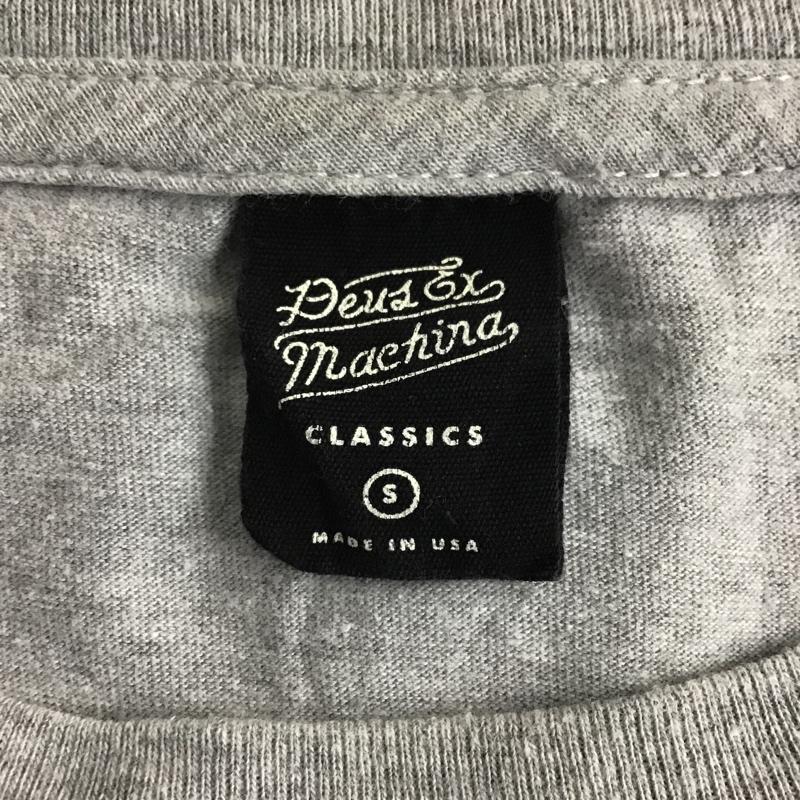 Deus Ex
Machina
CLASSICS
S
MADE IN USA